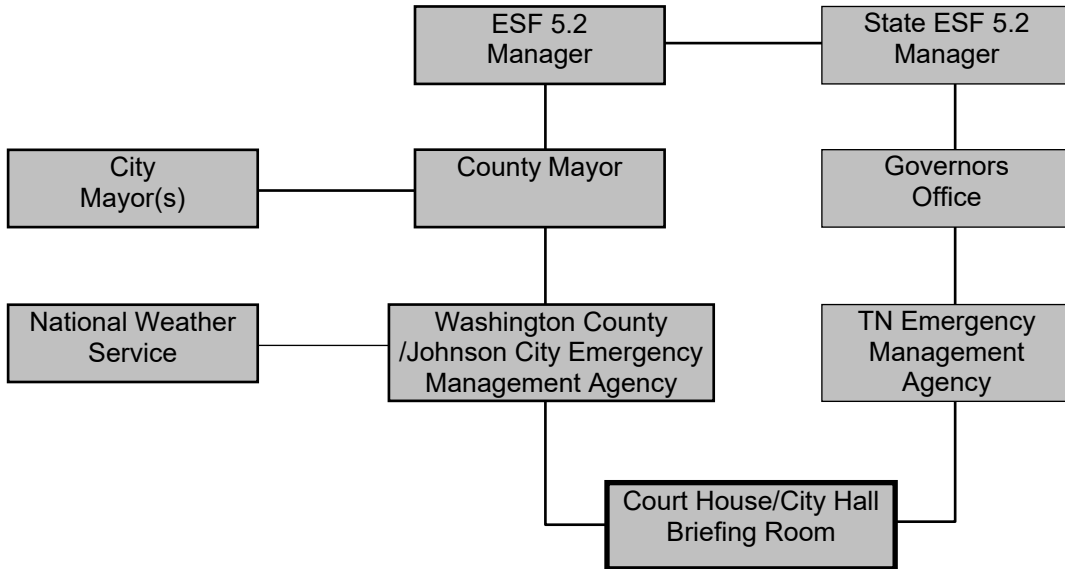 ESF 5.2
Manager
State ESF 5.2
Manager
City
Mayor(s)
County Mayor
Governors
Office
National Weather
Service
Washington County
/Johnson City Emergency
Management Agency
TN Emergency
Management
Agency
Court House/City Hall
Briefing Room